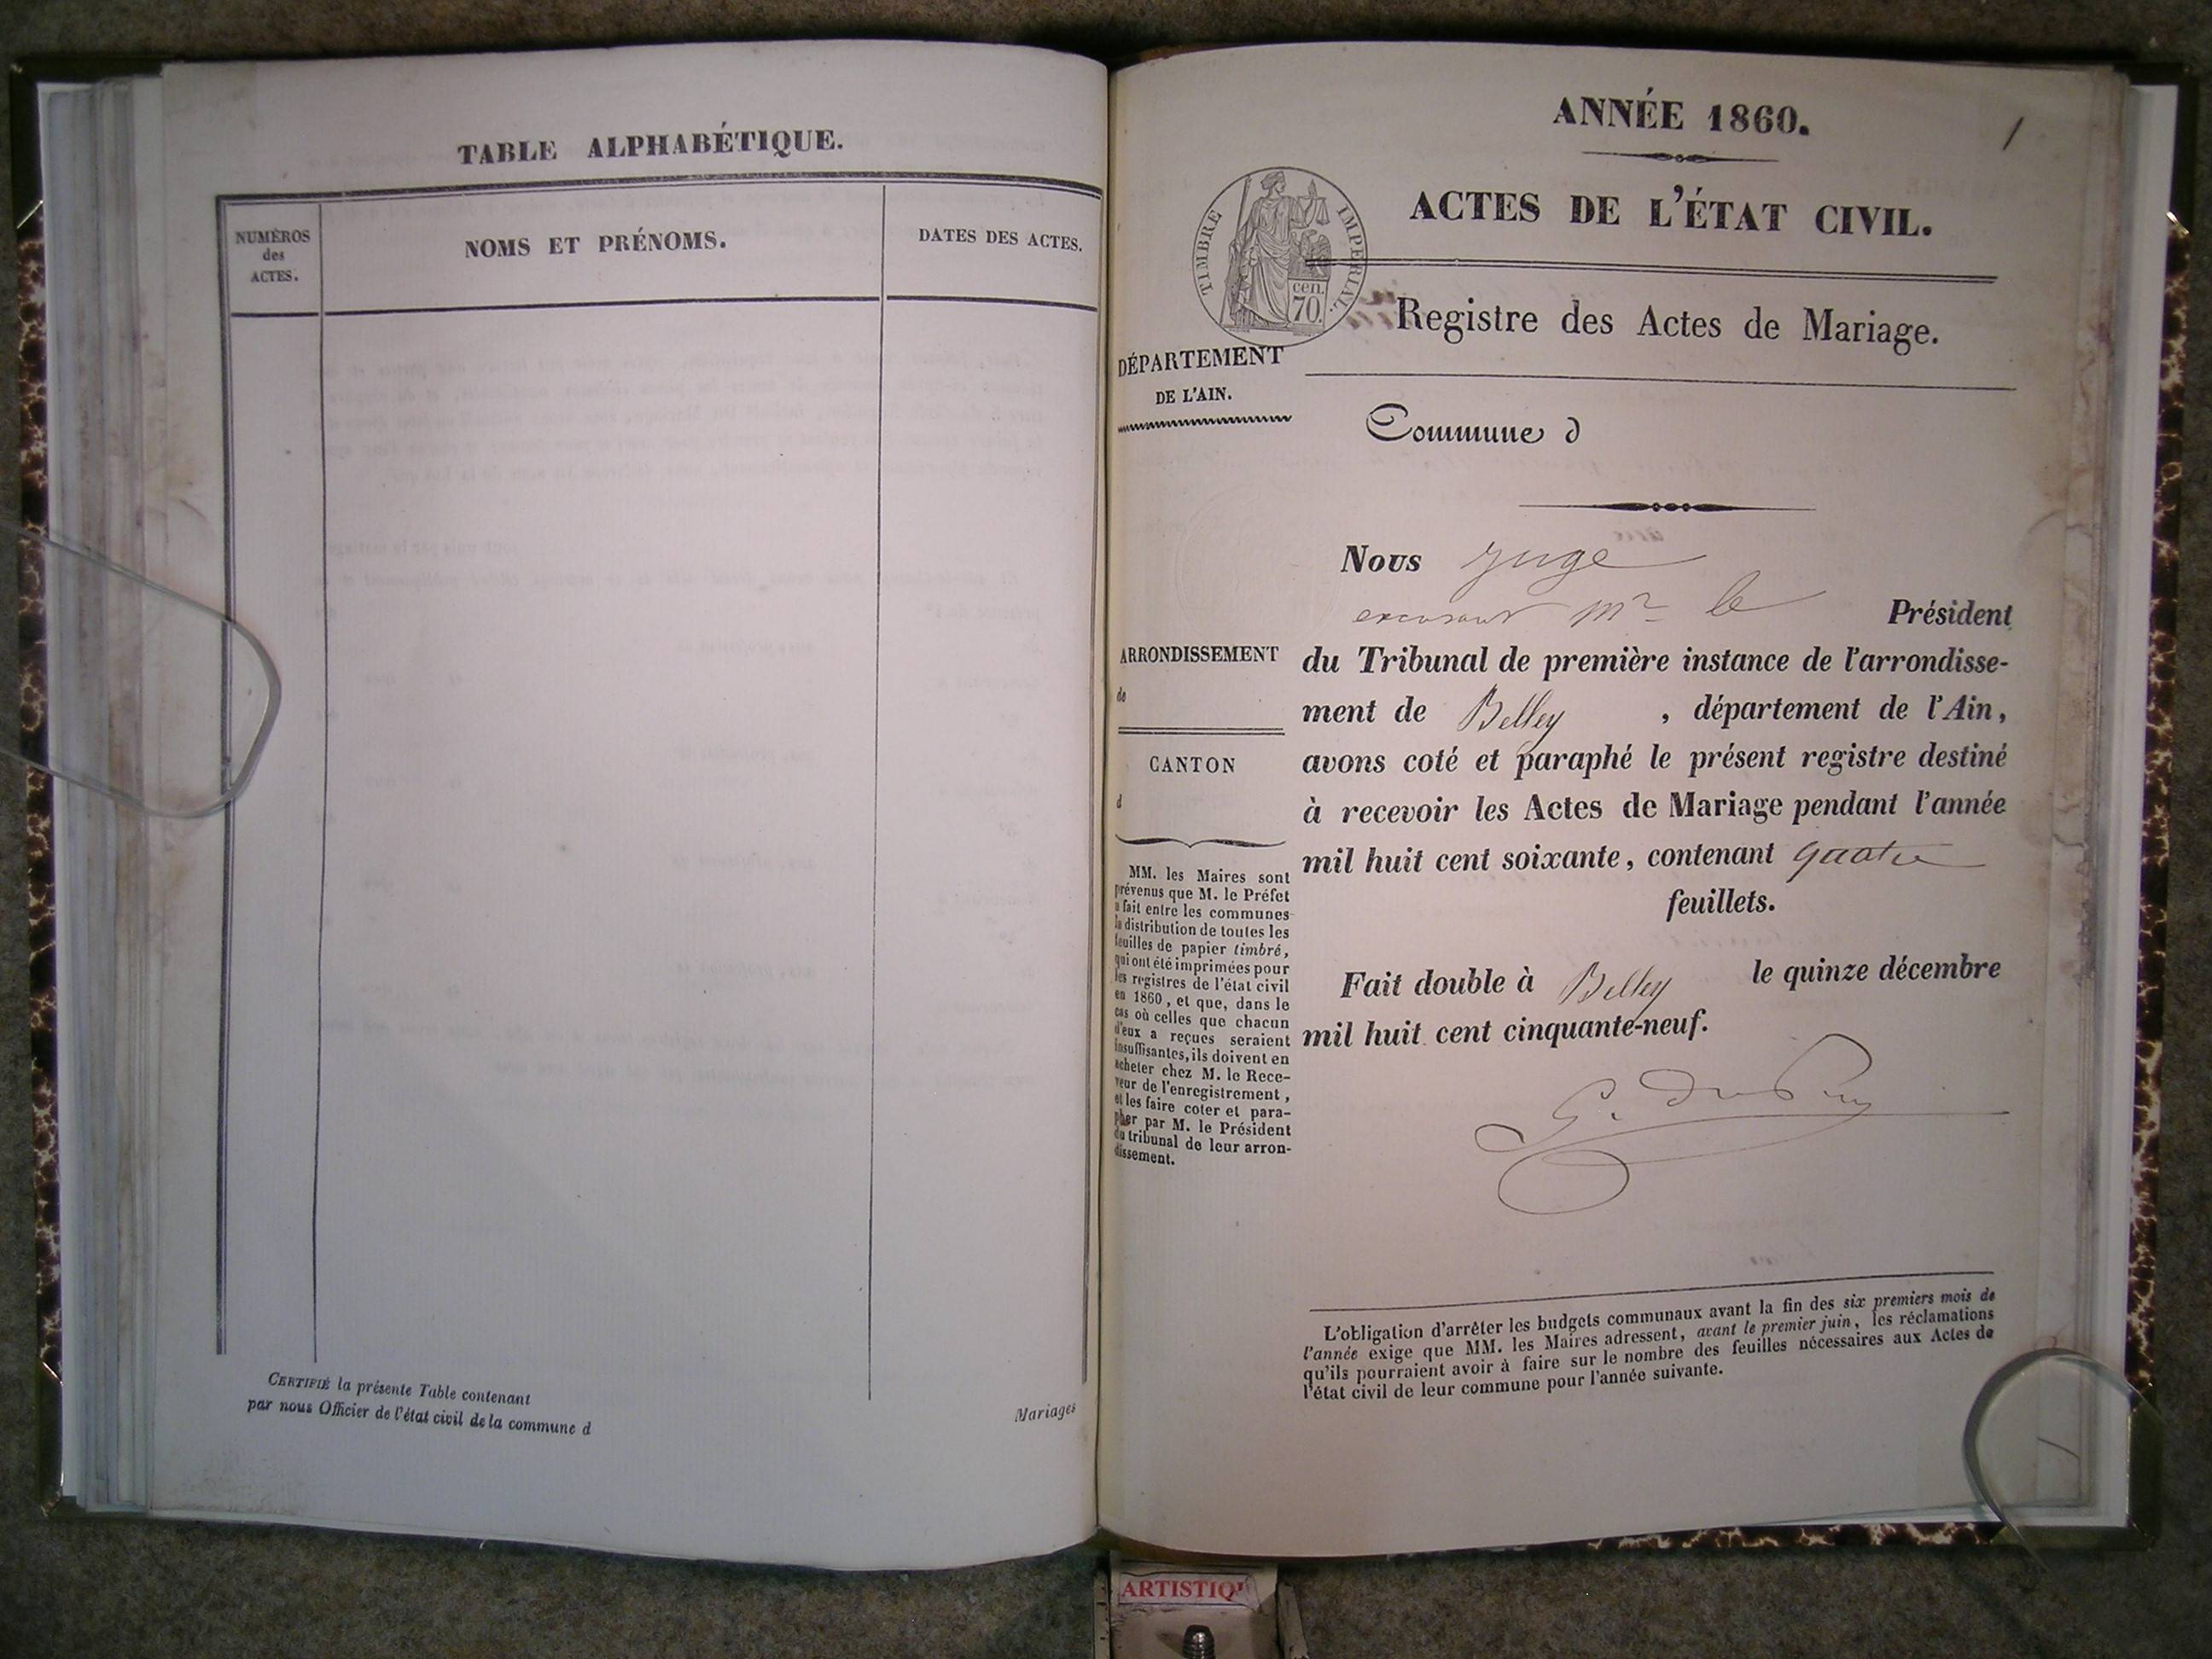 TABLE ALPHABÉTIQUE.
NUMÉROS
des
ACTES.
NOMS ET PRÉNOMS.
DATES DES ACTES.
CERTIFIÉ la présente Table contenant
par nous Officier de l'état civil de la commune d
Mariages
ANNÉE 1860.
1
ACTES DE L'ÉTAT CIVIL.
TIMBRE IMPÉRIAL.
cen.
70.
Registre des Actes de Mariage.
DÉPARTEMENT
DE L'AIN.
Commune d
Nous juge
excusant Mr le Président
ARRONDISSEMENT
de
CANTON
d
du Tribunal de première instance de l'arrondisse-
ment de Belley , département de l'Ain,
avons coté et paraphé le présent registre destiné
à recevoir les Actes de Mariage pendant l'année
mil huit cent soixante, contenant quatre
feuillets.
Fait double à Belley le quinze décembre
mil huit cent cinquante-neuf.
MM. les Maires sont
prévenus que M. le Préfet
a fait entre les communes
la distribution de toutes les
feuilles de papier timbré,
qui ont été imprimées pour
les registres de l'état civil
en 1860, et que, dans le
cas où celles que chacun
d'eux a reçues seraient
insuffisantes, ils doivent en
acheter chez M. le Rece-
veur de l'enregistrement,
et les faire coter et para-
pher par M. le Président
du tribunal de leur arron-
dissement.
L'obligation d'arrêter les budgets communaux avant la fin des six premiers mois de
l'année exige que MM. les Maires adressent, avant le premier juin, les réclamations
qu'ils pourraient avoir à faire sur le nombre des feuilles nécessaires aux Actes de
l'état civil de leur commune pour l'année suivante.
ARTISTIQU